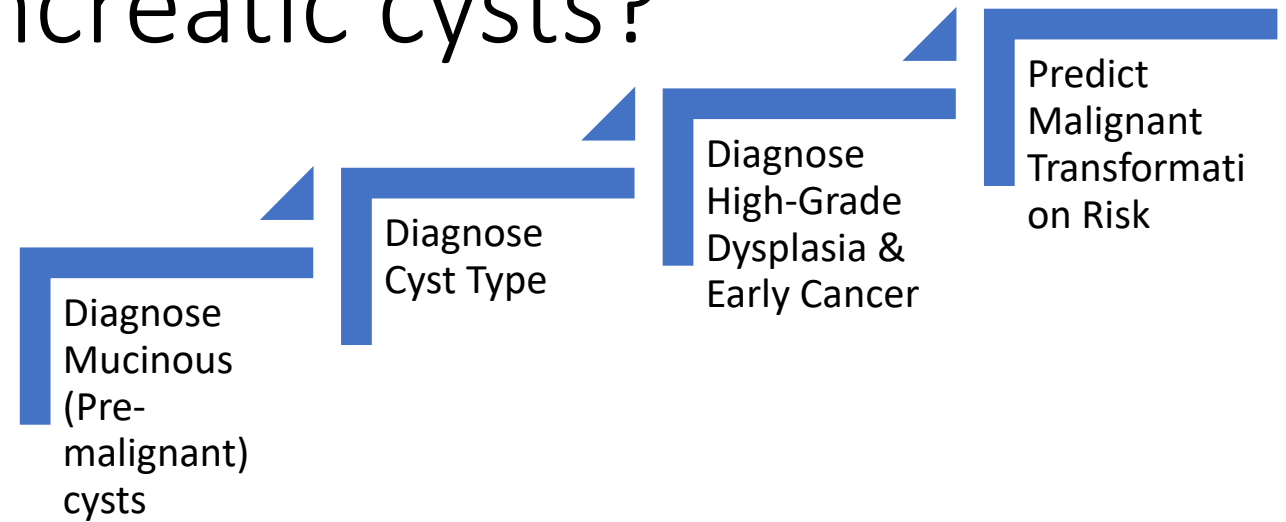 ncreatic cysts?
Diagnose
Mucinous
(Pre-
malignant)
cysts
Diagnose
Cyst Type
Diagnose
High-Grade
Dysplasia &
Early Cancer
Predict
Malignant
Transformati
on Risk